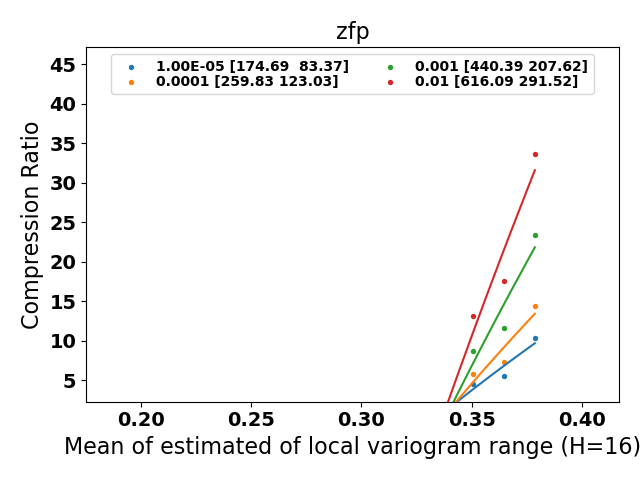 zfp
1.00E-05 [174.69  83.37]
0.0001 [259.83 123.03]
0.001 [440.39 207.62]
0.01 [616.09 291.52]
Compression Ratio
45
40
35
30
25
20
15
10
5
0.20 0.25 0.30 0.35 0.40
Mean of estimated of local variogram range (H=16)